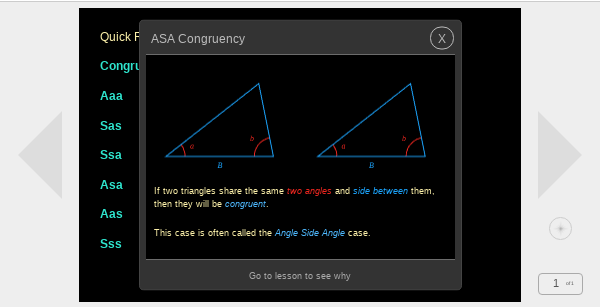 Quick
ASA Congruency
X
Congru
Aaa
Sas
Ssa
Asa
Aas
Sss
a b
B
a b
B
If two triangles share the same two angles and side between them,
then they will be congruent.
This case is often called the Angle Side Angle case.
Go to lesson to see why
1 of 1